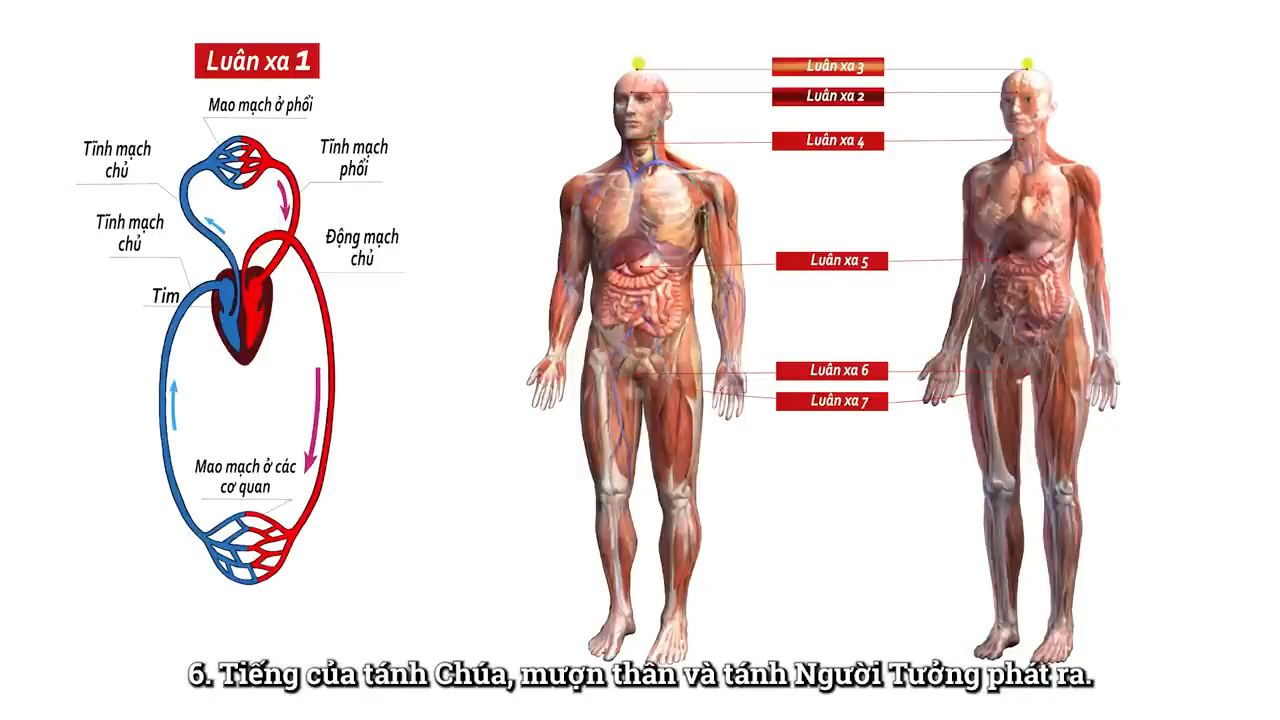 Luân xa 1
Mao mạch ở phổi
Tĩnh mạch
chủ
Tĩnh mạch
phổi
Tĩnh mạch
chủ
Động mạch
chủ
Tim
Mao mạch ở các
cơ quan
Luân xa 3
Luân xa 2
Luân xa 4
Luân xa 5
Luân xa 6
Luân xa 7
6. Tiếng của tánh Chúa, mượn thân và tánh Người Tưởng phát ra.